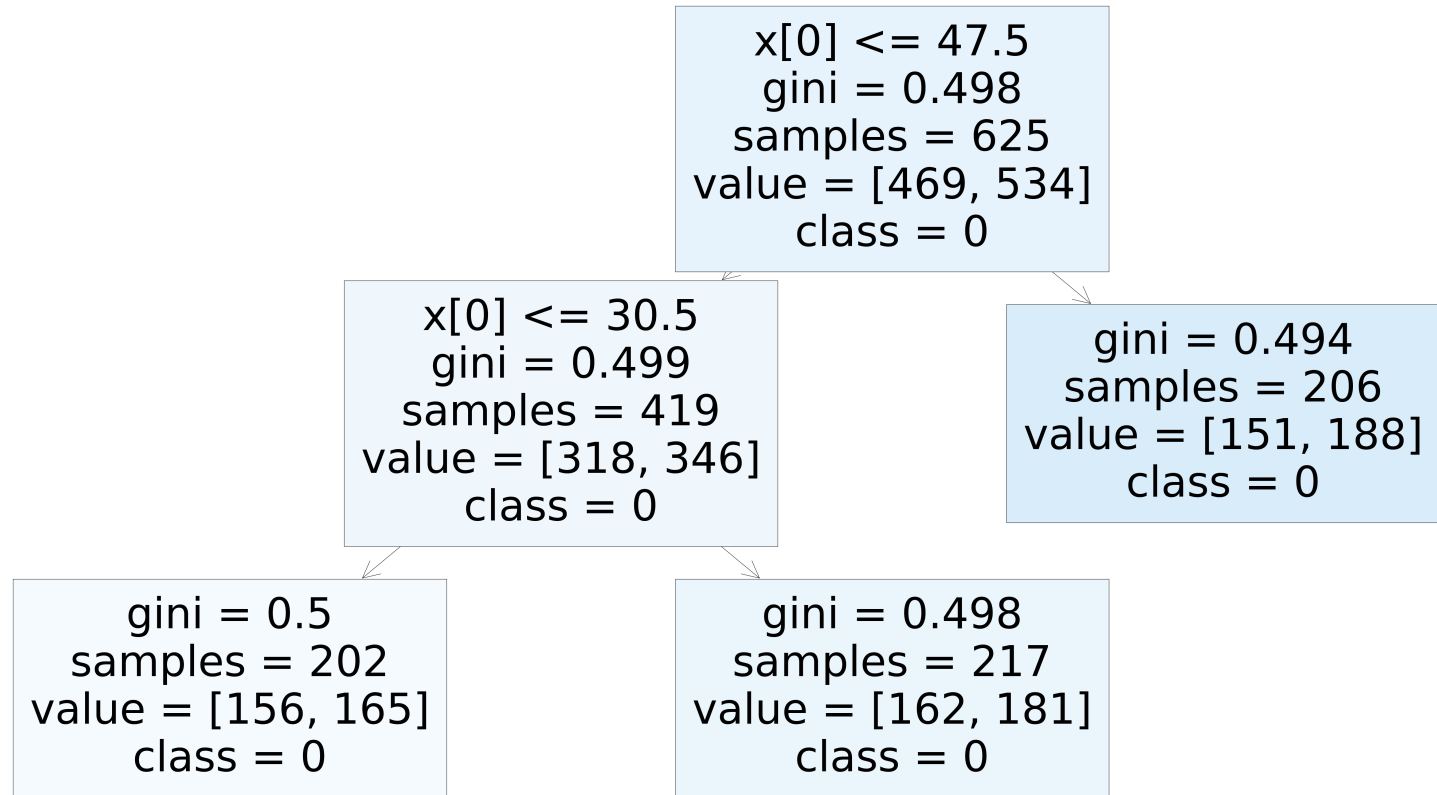 x[0] <= 47.5
gini = 0.498
samples = 625
value = [469, 534]
class = 0
x[0] <= 30.5
gini = 0.499
samples = 419
value = [318, 346]
class = 0
gini = 0.494
samples = 206
value = [151, 188]
class = 0
gini = 0.5
samples = 202
value = [156, 165]
class = 0
gini = 0.498
samples = 217
value = [162, 181]
class = 0